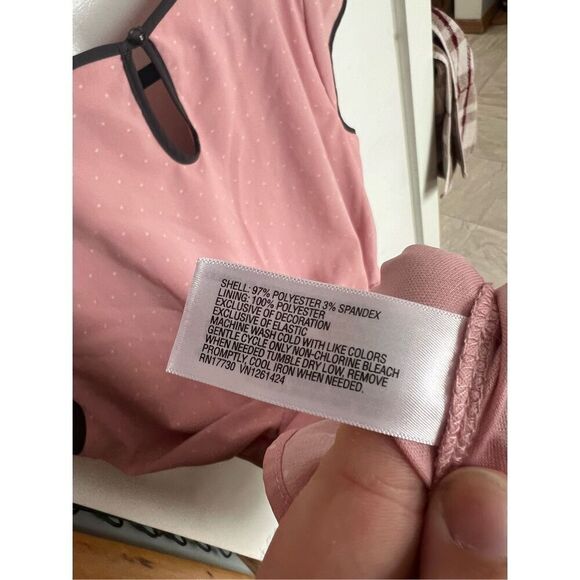 SHELL: 97% POLYESTER 3% SPANDEX
LINING: 100% POLYESTER
EXCLUSIVE OF DECORATION
EXCLUSIVE OF ELASTIC
MACHINE WASH COLD WITH LIKE COLORS
GENTLE CYCLE ONLY NON-CHLORINE BLEACH
WHEN NEEDED TUMBLE DRY LOW, REMOVE
PROMPTLY, COOL IRON WHEN NEEDED.
RN17730 VN1261424